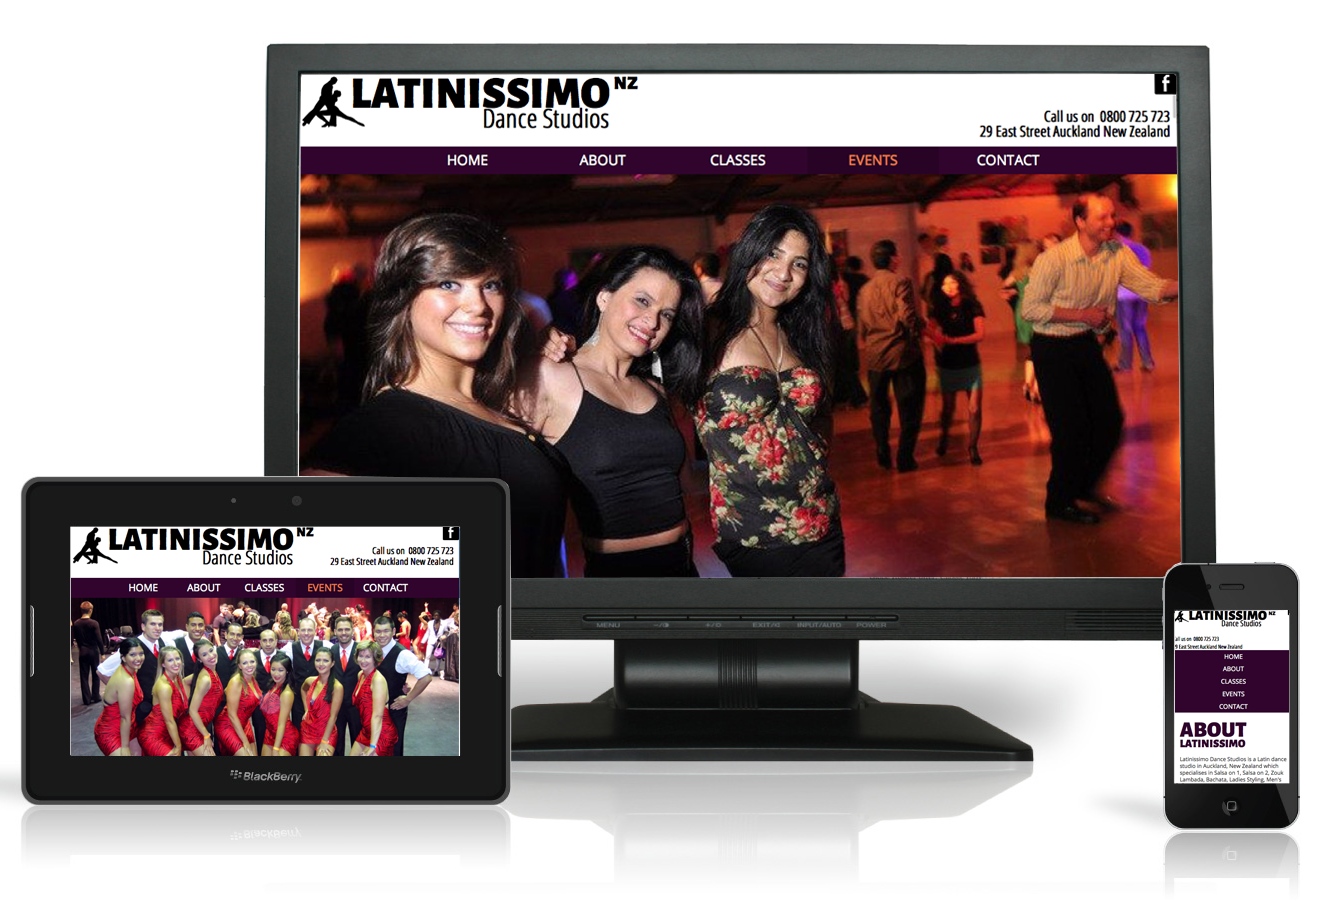 LATINISSIMO NZ
Dance Studios
f
Call us on 0800 725 723
29 East Street Auckland New Zealand
HOME ABOUT CLASSES EVENTS CONTACT
MENU −/ +/ EXIT/ INPUT/AUTO POWER
LATINISSIMO NZ
Dance Studios
f
Call us on 0800 725 723
29 East Street Auckland New Zealand
HOME ABOUT CLASSES EVENTS CONTACT
BlackBerry
LATINISSIMO NZ
Dance Studios
all us on 0800 725 723
9 East Street Auckland New Zealand
HOME
ABOUT
CLASSES
EVENTS
CONTACT
ABOUT
LATINISSIMO
Latinissimo Dance Studios is a Latin dance
studio in Auckland, New Zealand which
specialises in Salsa on 1, Salsa on 2, Zouk
Lambada, Bachata, Ladies Styling, Men's